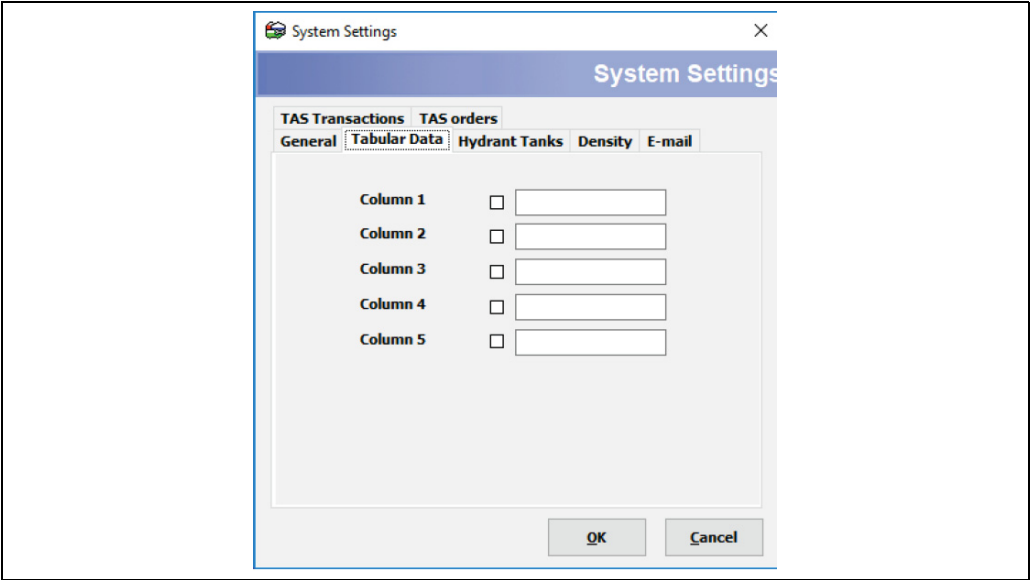 System Settings
System Settings
TAS Transactions TAS orders
General Tabular Data Hydrant Tanks Density E-mail
Column 1
Column 2
Column 3
Column 4
Column 5
OK Cancel